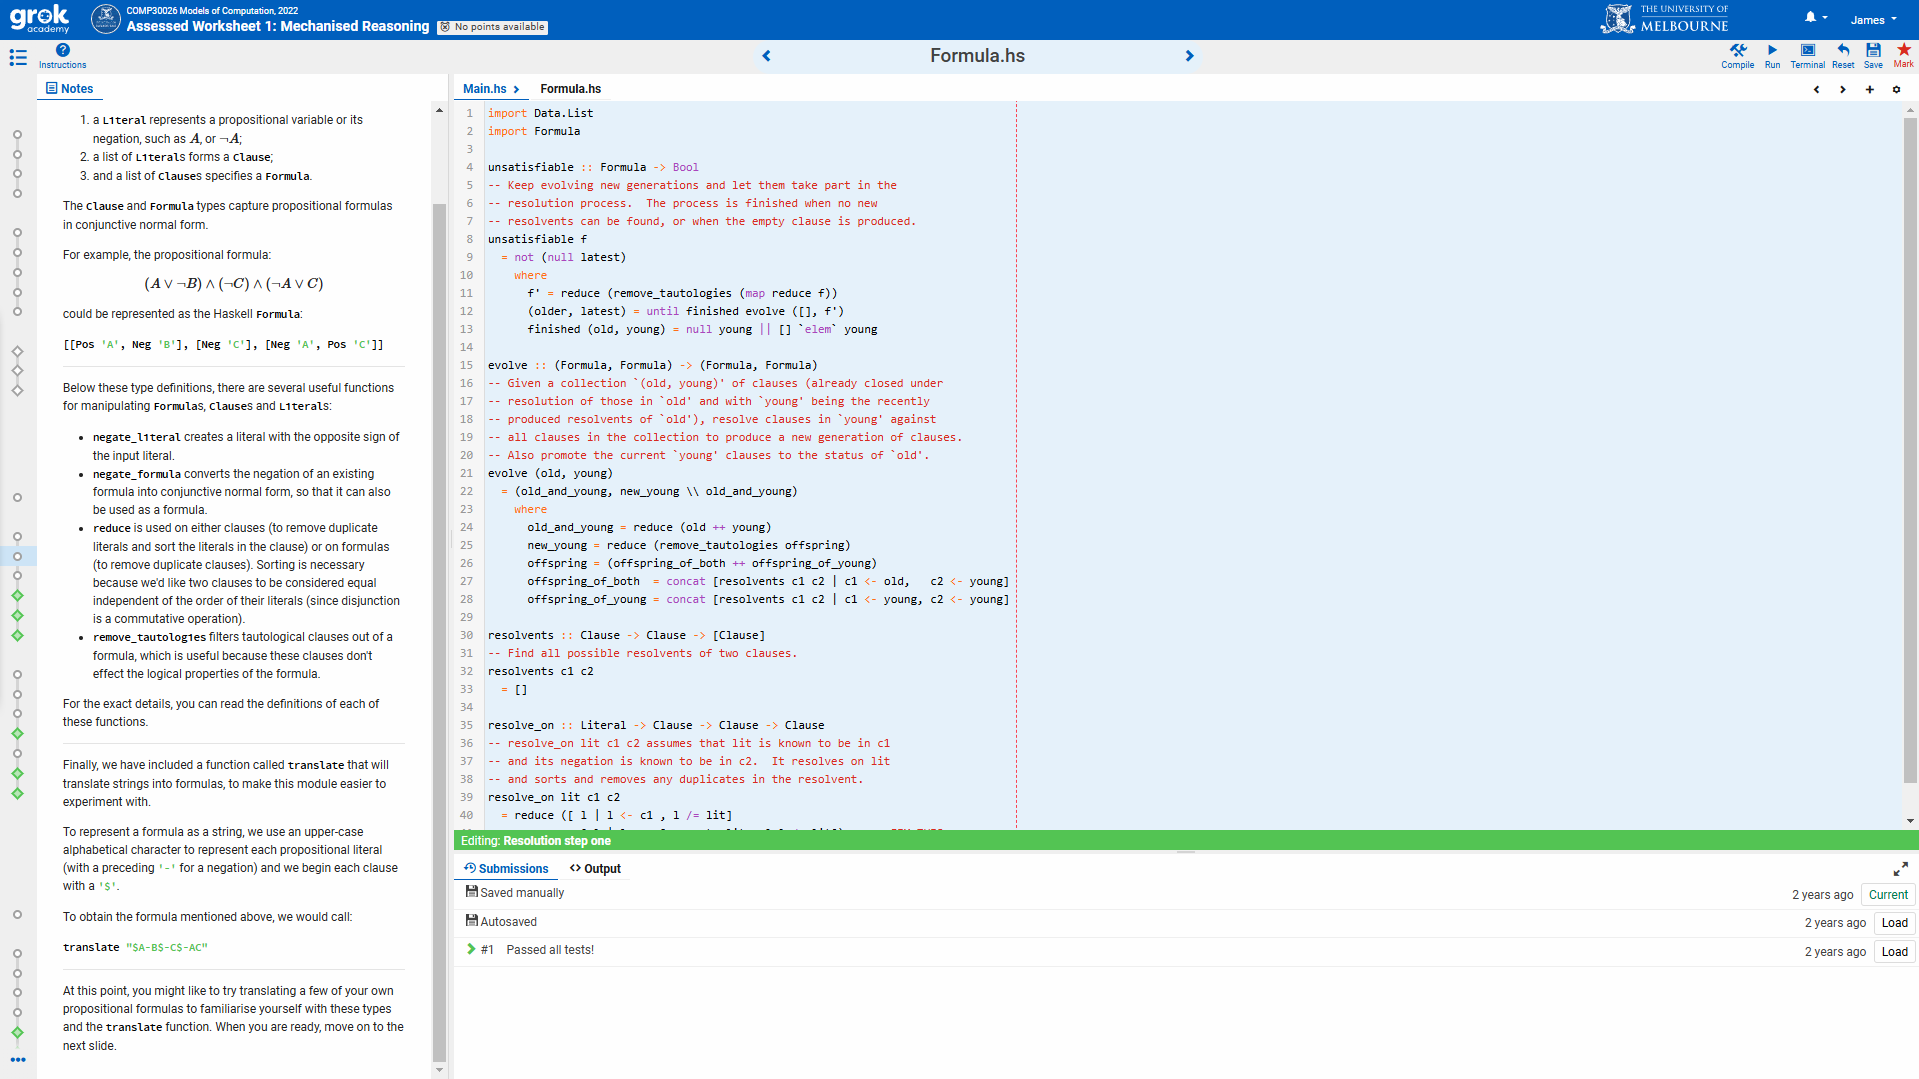 grok
academy
COMP30026 Models of Computation, 2022
Assessed Worksheet 1: Mechanised Reasoning
No points available
THE UNIVERSITY OF
MELBOURNE
James
Instructions
Formula.hs
Compile
Run
Terminal
Reset
Save
Mark
Notes
1. a Literal represents a propositional variable or its
negation, such as A, or ¬A;
2. a list of Literals forms a Clause;
3. and a list of Clauses specifies a Formula.
The Clause and Formula types capture propositional formulas
in conjunctive normal form.
For example, the propositional formula:
(A ∨ ¬B) ∧ (¬C) ∧ (¬A ∨ C)
could be represented as the Haskell Formula:
[[Pos 'A', Neg 'B'], [Neg 'C'], [Neg 'A', Pos 'C']]
Below these type definitions, there are several useful functions
for manipulating Formulas, Clauses and Literals:
• negate_literal creates a literal with the opposite sign of
the input literal.
• negate_formula converts the negation of an existing
formula into conjunctive normal form, so that it can also
be used as a formula.
• reduce is used on either clauses (to remove duplicate
literals and sort the literals in the clause) or on formulas
(to remove duplicate clauses). Sorting is necessary
because we'd like two clauses to be considered equal
independent of the order of their literals (since disjunction
is a commutative operation).
• remove_tautologies filters tautological clauses out of a
formula, which is useful because these clauses don't
effect the logical properties of the formula.
For the exact details, you can read the definitions of each of
these functions.
Finally, we have included a function called translate that will
translate strings into formulas, to make this module easier to
experiment with.
To represent a formula as a string, we use an upper-case
alphabetical character to represent each propositional literal
(with a preceding '-' for a negation) and we begin each clause
with a '$'.
To obtain the formula mentioned above, we would call:
translate "$A-B$-C$-AC"
At this point, you might like to try translating a few of your own
propositional formulas to familiarise yourself with these types
and the translate function. When you are ready, move on to the
next slide.
Main.hs
Formula.hs
1 import Data.List
2 import Formula
3
4 unsatisfiable :: Formula -> Bool
5 -- Keep evolving new generations and let them take part in the
6 -- resolution process.  The process is finished when no new
7 -- resolvents can be found, or when the empty clause is produced.
8 unsatisfiable f
9   = not (null latest)
10     where
11       f' = reduce (remove_tautologies (map reduce f))
12       (older, latest) = until finished evolve ([], f')
13       finished (old, young) = null young || [] `elem` young
14
15 evolve :: (Formula, Formula) -> (Formula, Formula)
16 -- Given a collection `(old, young)' of clauses (already closed under
17 -- resolution of those in `old' and with `young' being the recently
18 -- produced resolvents of `old'), resolve clauses in `young' against
19 -- all clauses in the collection to produce a new generation of clauses.
20 -- Also promote the current `young' clauses to the status of `old'.
21 evolve (old, young)
22   = (old_and_young, new_young \\ old_and_young)
23     where
24       old_and_young = reduce (old ++ young)
25       new_young = reduce (remove_tautologies offspring)
26       offspring = (offspring_of_both ++ offspring_of_young)
27       offspring_of_both  = concat [resolvents c1 c2 | c1 <- old,   c2 <- young]
28       offspring_of_young = concat [resolvents c1 c2 | c1 <- young, c2 <- young]
29
30 resolvents :: Clause -> Clause -> [Clause]
31 -- Find all possible resolvents of two clauses.
32 resolvents c1 c2
33   = []
34
35 resolve_on :: Literal -> Clause -> Clause -> Clause
36 -- resolve_on lit c1 c2 assumes that lit is known to be in c1
37 -- and its negation is known to be in c2.  It resolves on lit
38 -- and sorts and removes any duplicates in the resolvent.
39 resolve_on lit c1 c2
40   = reduce ([ l | l <- c1 , l /= lit]
Editing: Resolution step one
Submissions
Output
Saved manually 2 years ago Current
Autosaved 2 years ago Load
#1 Passed all tests! 2 years ago Load